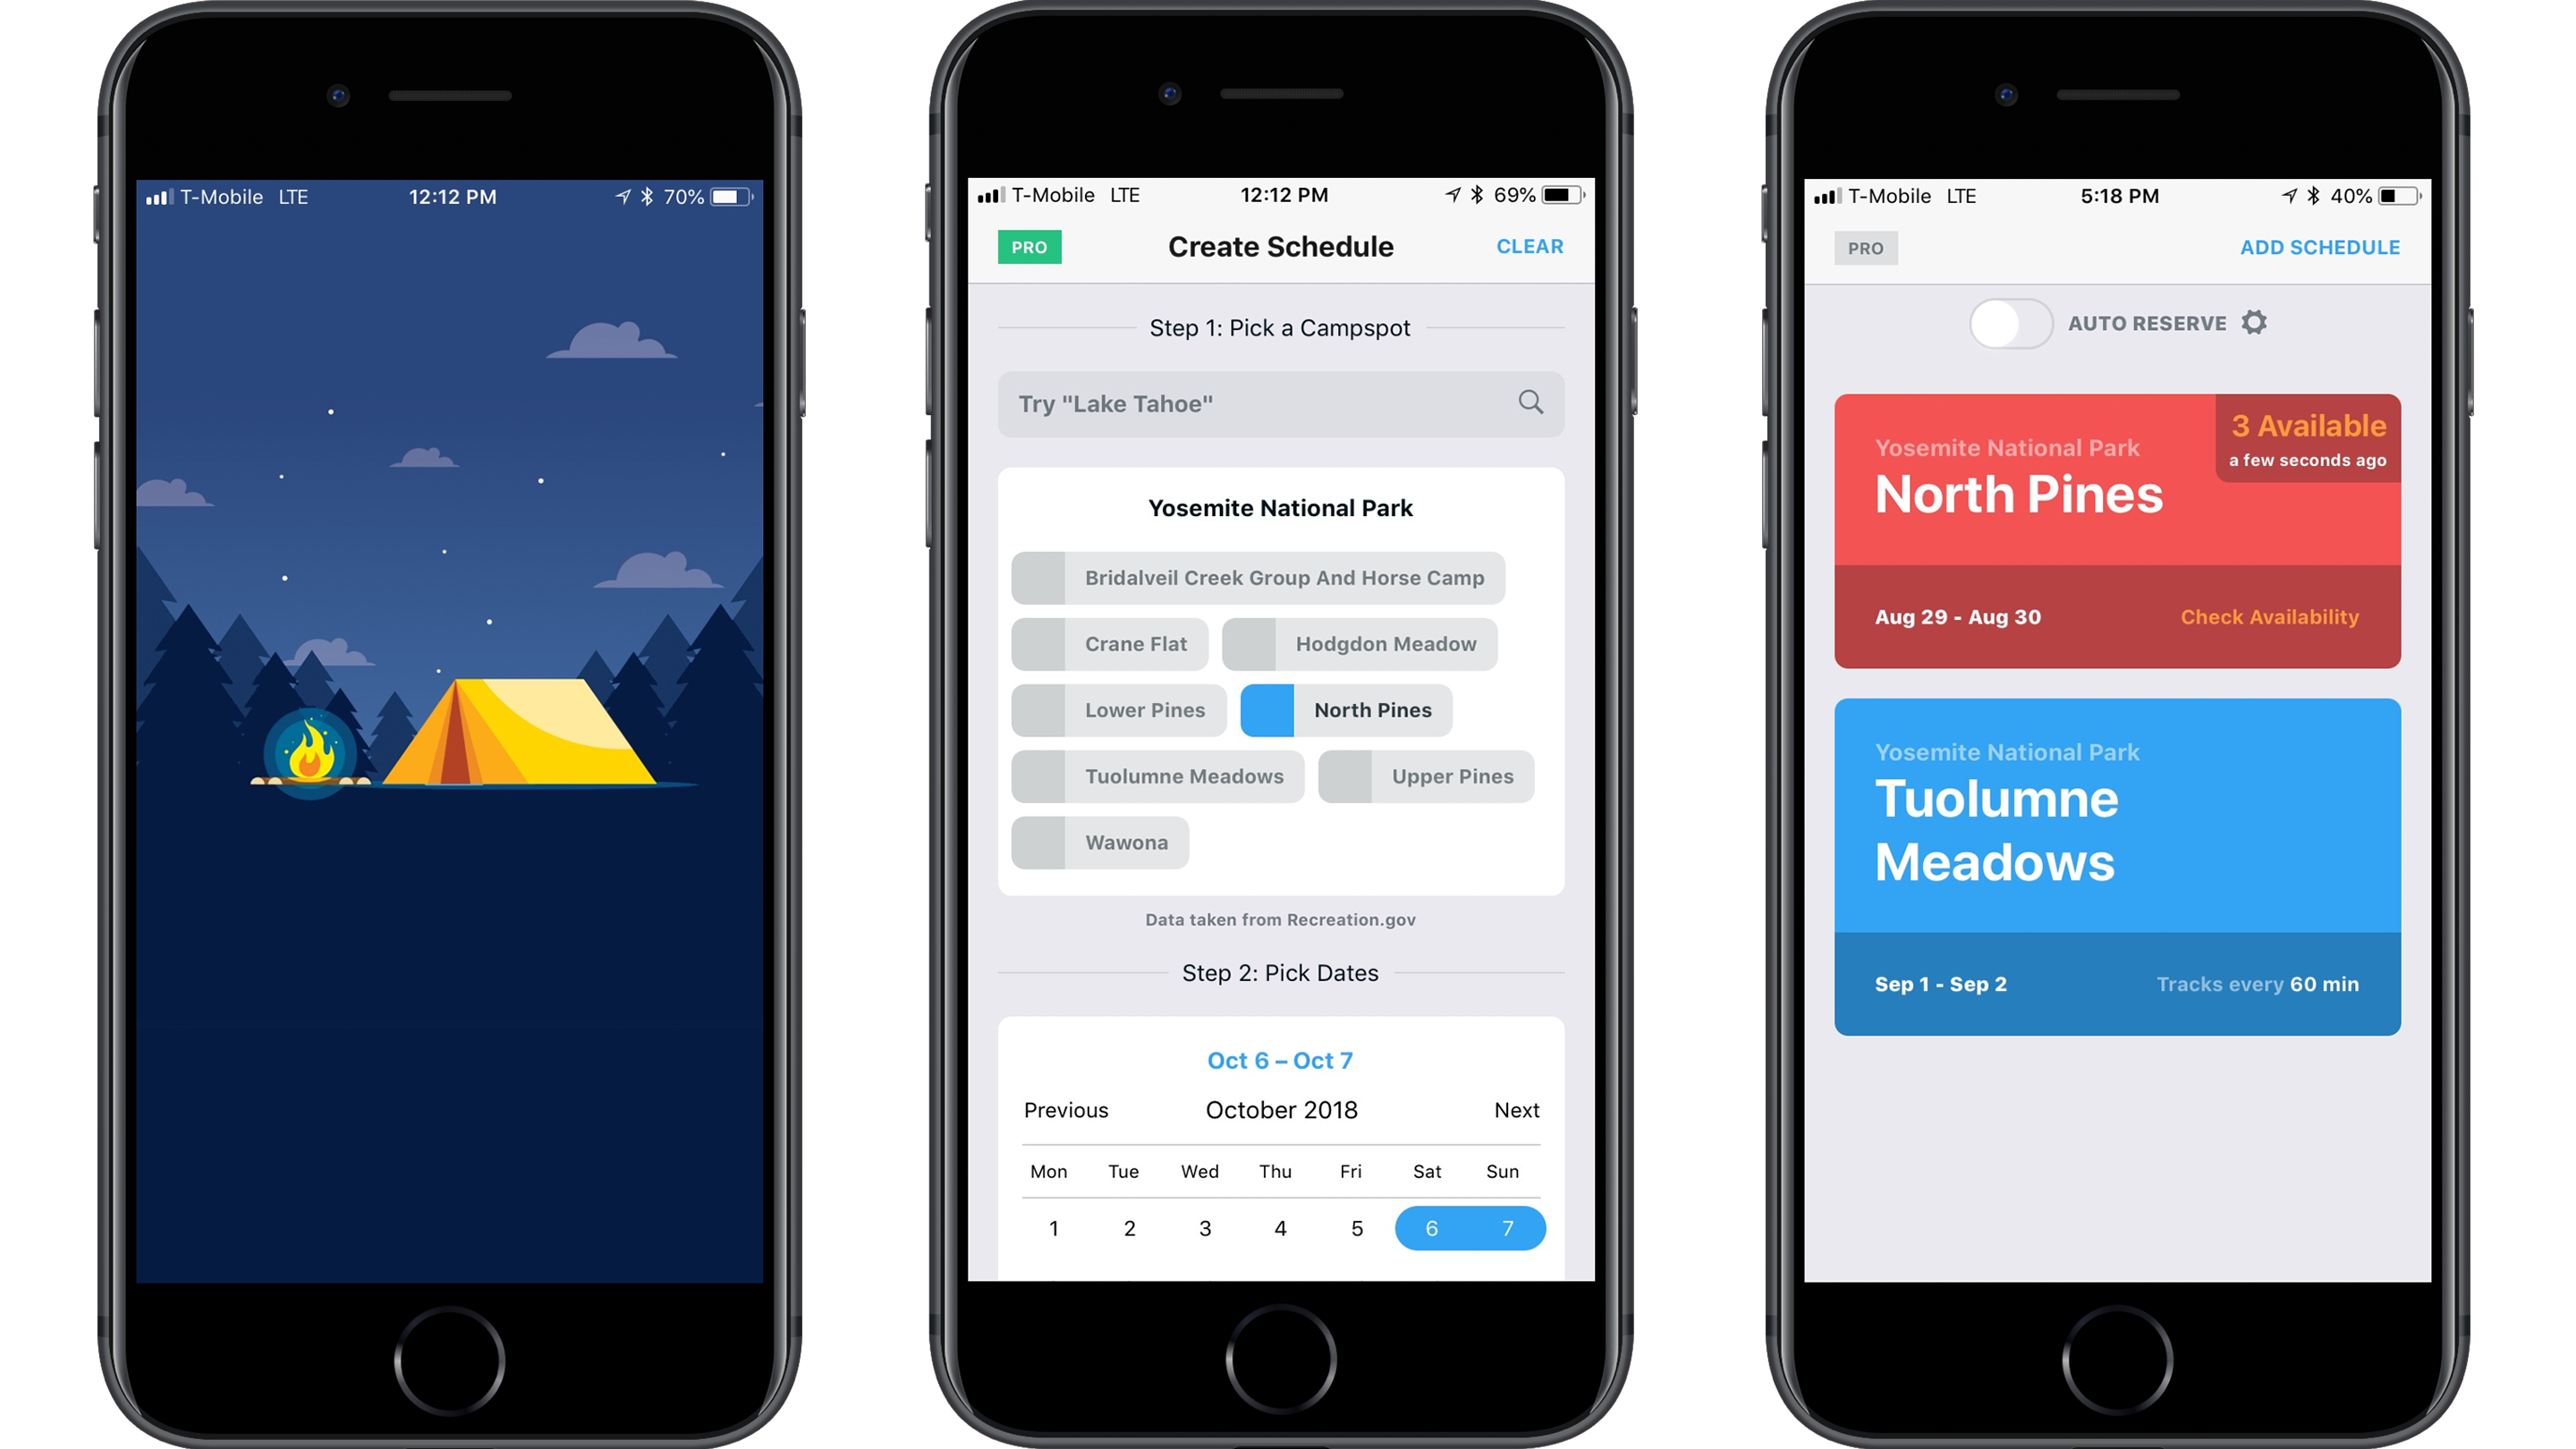 T-Mobile LTE 12:12 PM 70%
T-Mobile LTE 12:12 PM 69%
PRO Create Schedule CLEAR
Step 1: Pick a Campspot
Try "Lake Tahoe"
Yosemite National Park
Bridalveil Creek Group And Horse Camp
Crane Flat Hodgdon Meadow
Lower Pines North Pines
Tuolumne Meadows Upper Pines
Wawona
Data taken from Recreation.gov
Step 2: Pick Dates
Oct 6 – Oct 7
Previous October 2018 Next
Mon Tue Wed Thu Fri Sat Sun
1 2 3 4 5 6 7
T-Mobile LTE 5:18 PM 40%
PRO ADD SCHEDULE
AUTO RESERVE
3 Available
a few seconds ago
Yosemite National Park
North Pines
Aug 29 - Aug 30 Check Availability
Yosemite National Park
Tuolumne
Meadows
Sep 1 - Sep 2 Tracks every 60 min